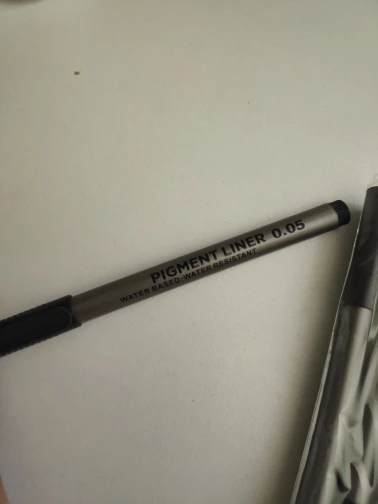 PIGMENT LINER 0.05
WATER BASED-WATER RESISTANT